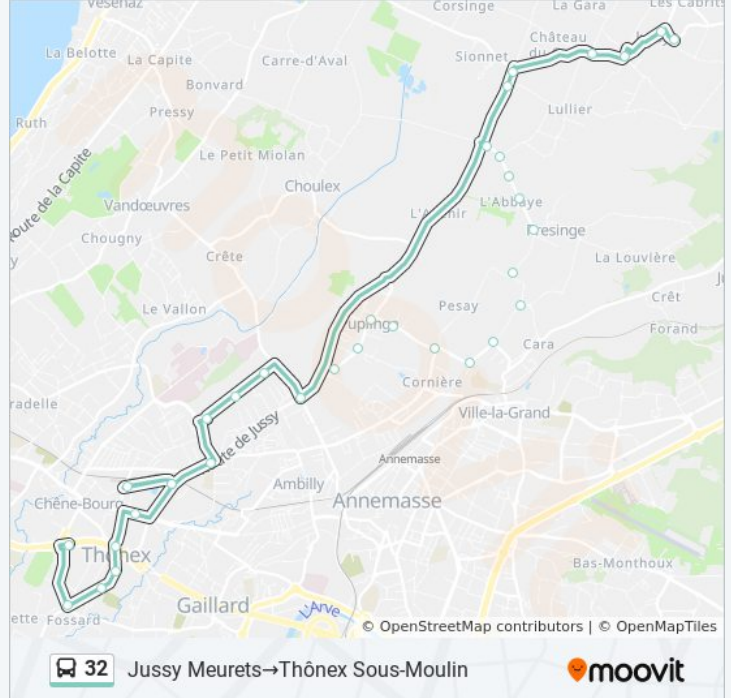 Vésenaz
Corsinge
La Gara
Les Cabrits
La Belotte
La Capite
Carre-d'Aval
Sionnet
Château
du
Bonvard
Pressy
Lullier
Ruth
Le Petit Miolan
Route de la Capite
Choulex
Vandœuvres
L'Abbaye
Chougny
Presinge
Crête
La Louvière
Pesay
Crêt
Le Vallon
Forand
Cara
Cornière
Ville-la-Grand
Route de Jussy
Annemasse
Ambilly
Annemasse
Chêne-Bourg
Thônex
Bas-Monthoux
Gaillard
L'Arve
Fossard
© OpenStreetMap contributors | © OpenMapTiles
32 Jussy Meurets→Thônex Sous-Moulin
moovit